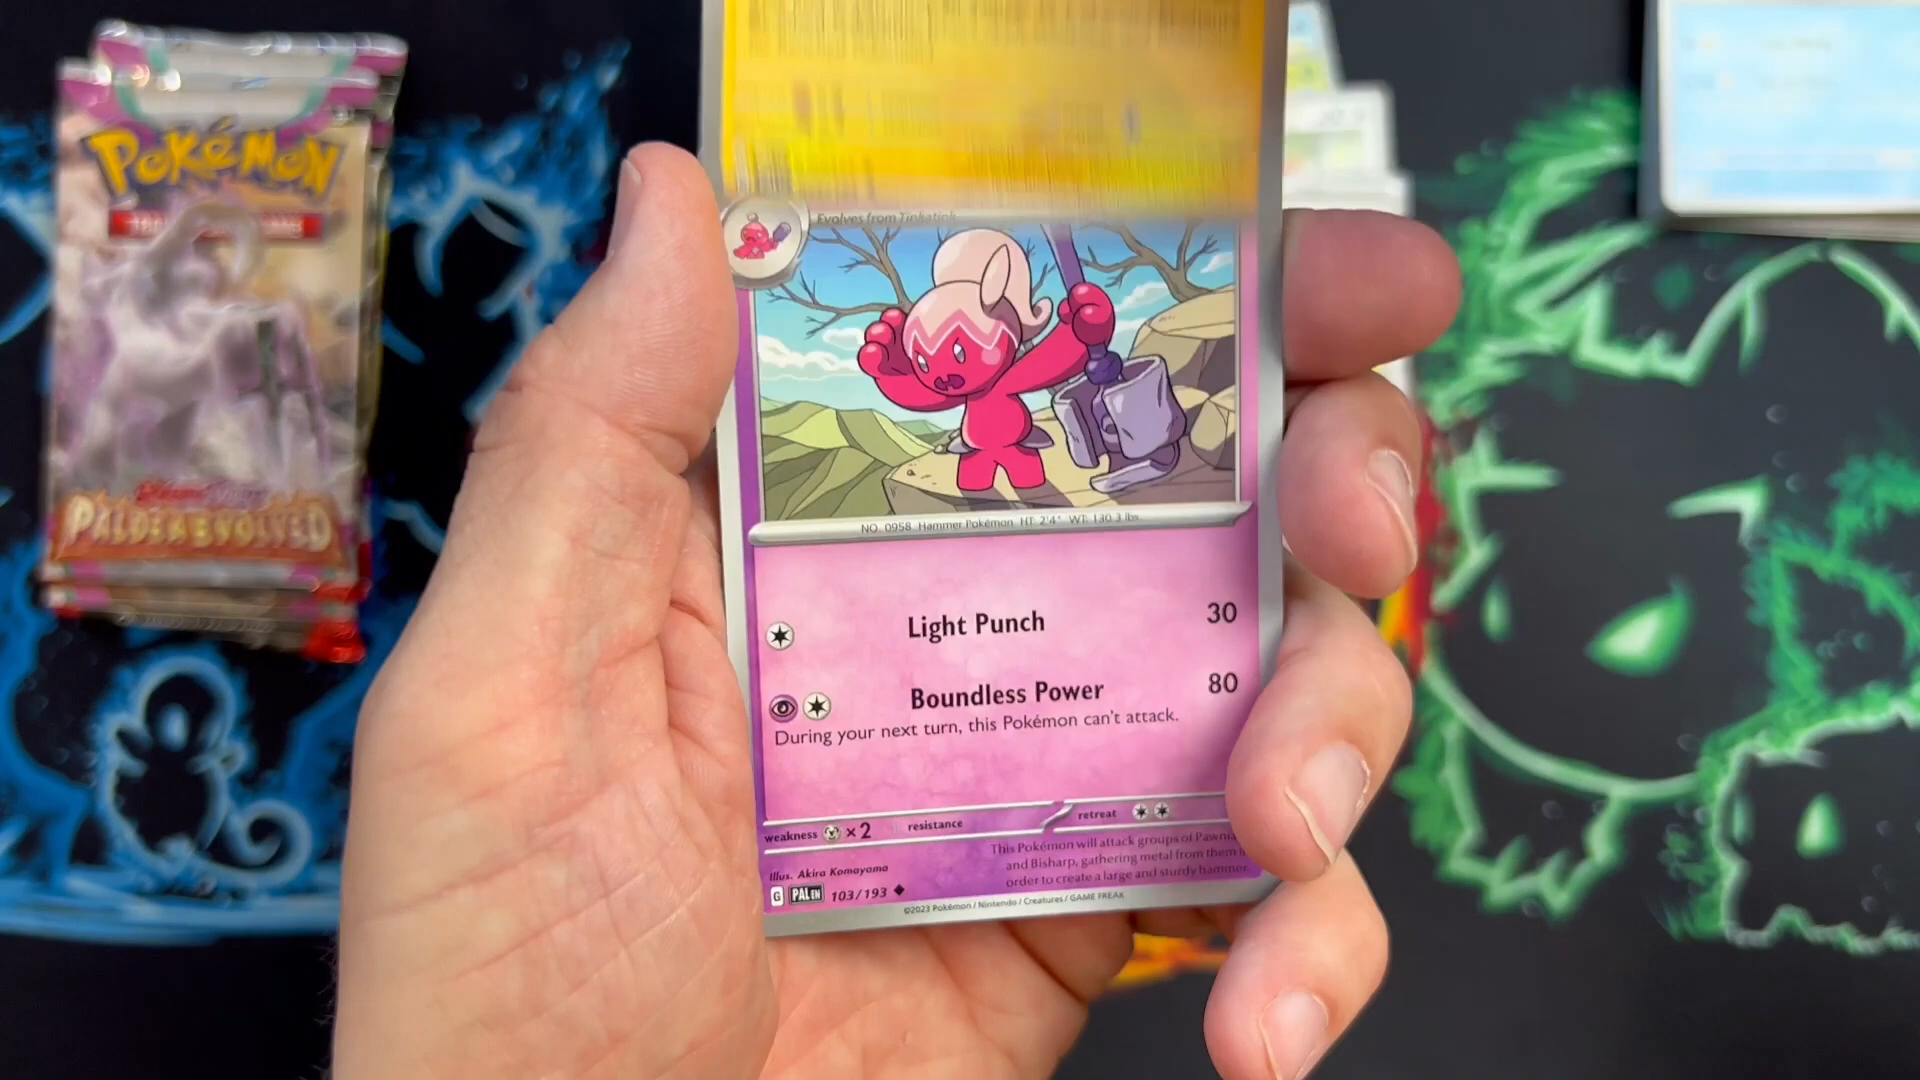 POKéMON
PALDEA EVOLVED
Evolves from Tinkatink
NO. 0958 Hammer Pokémon HT: 2'4" WT: 130.3 lbs.
Light Punch 30
Boundless Power 80
During your next turn, this Pokémon can't attack.
weakness ×2 resistance retreat
Illus. Akira Komayama
This Pokémon will attack groups of
and Bisharp, gathering metal from them
order to create a large and sturdy hammer.
G PAL EN 103/193
©2023 Pokémon / Nintendo / Creatures / GAME FREAK